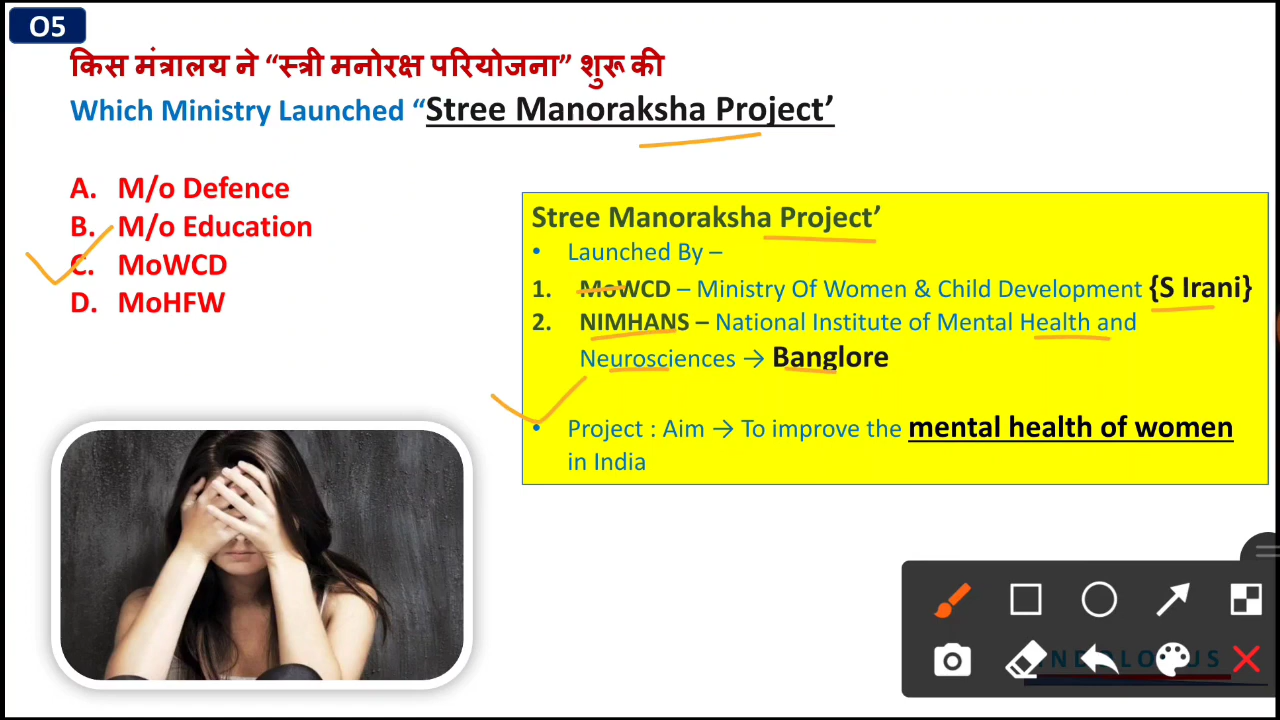 O5
किस मंत्रालय ने “स्त्री मनोरक्ष परियोजना” शुरू की
Which Ministry Launched “Stree Manoraksha Project’
A. M/o Defence
B. M/o Education
C. MoWCD
D. MoHFW
Stree Manoraksha Project’
• Launched By –
1. MoWCD – Ministry Of Women & Child Development {S Irani}
2. NIMHANS – National Institute of Mental Health and
Neurosciences → Banglore
• Project : Aim → To improve the mental health of women
in India